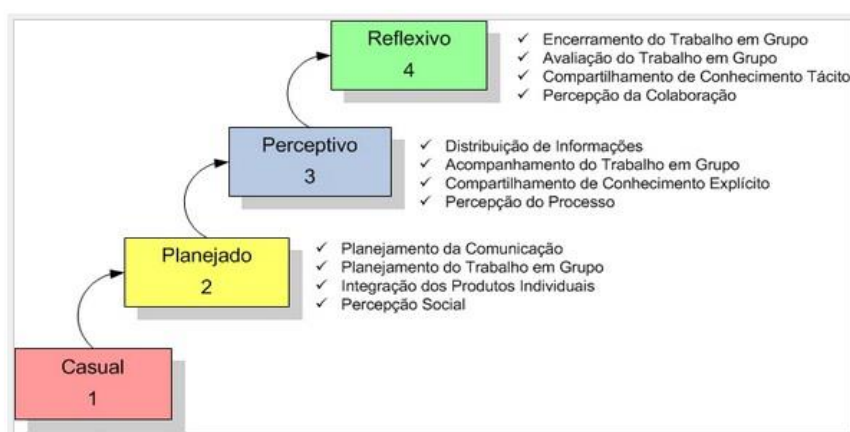 Reflexivo
4
✓ Encerramento do Trabalho em Grupo
✓ Avaliação do Trabalho em Grupo
✓ Compartilhamento de Conhecimento Tácito
✓ Percepção da Colaboração
Perceptivo
3
✓ Distribuição de Informações
✓ Acompanhamento do Trabalho em Grupo
✓ Compartilhamento de Conhecimento Explícito
✓ Percepção do Processo
Planejado
2
✓ Planejamento da Comunicação
✓ Planejamento do Trabalho em Grupo
✓ Integração dos Produtos Individuais
✓ Percepção Social
Casual
1